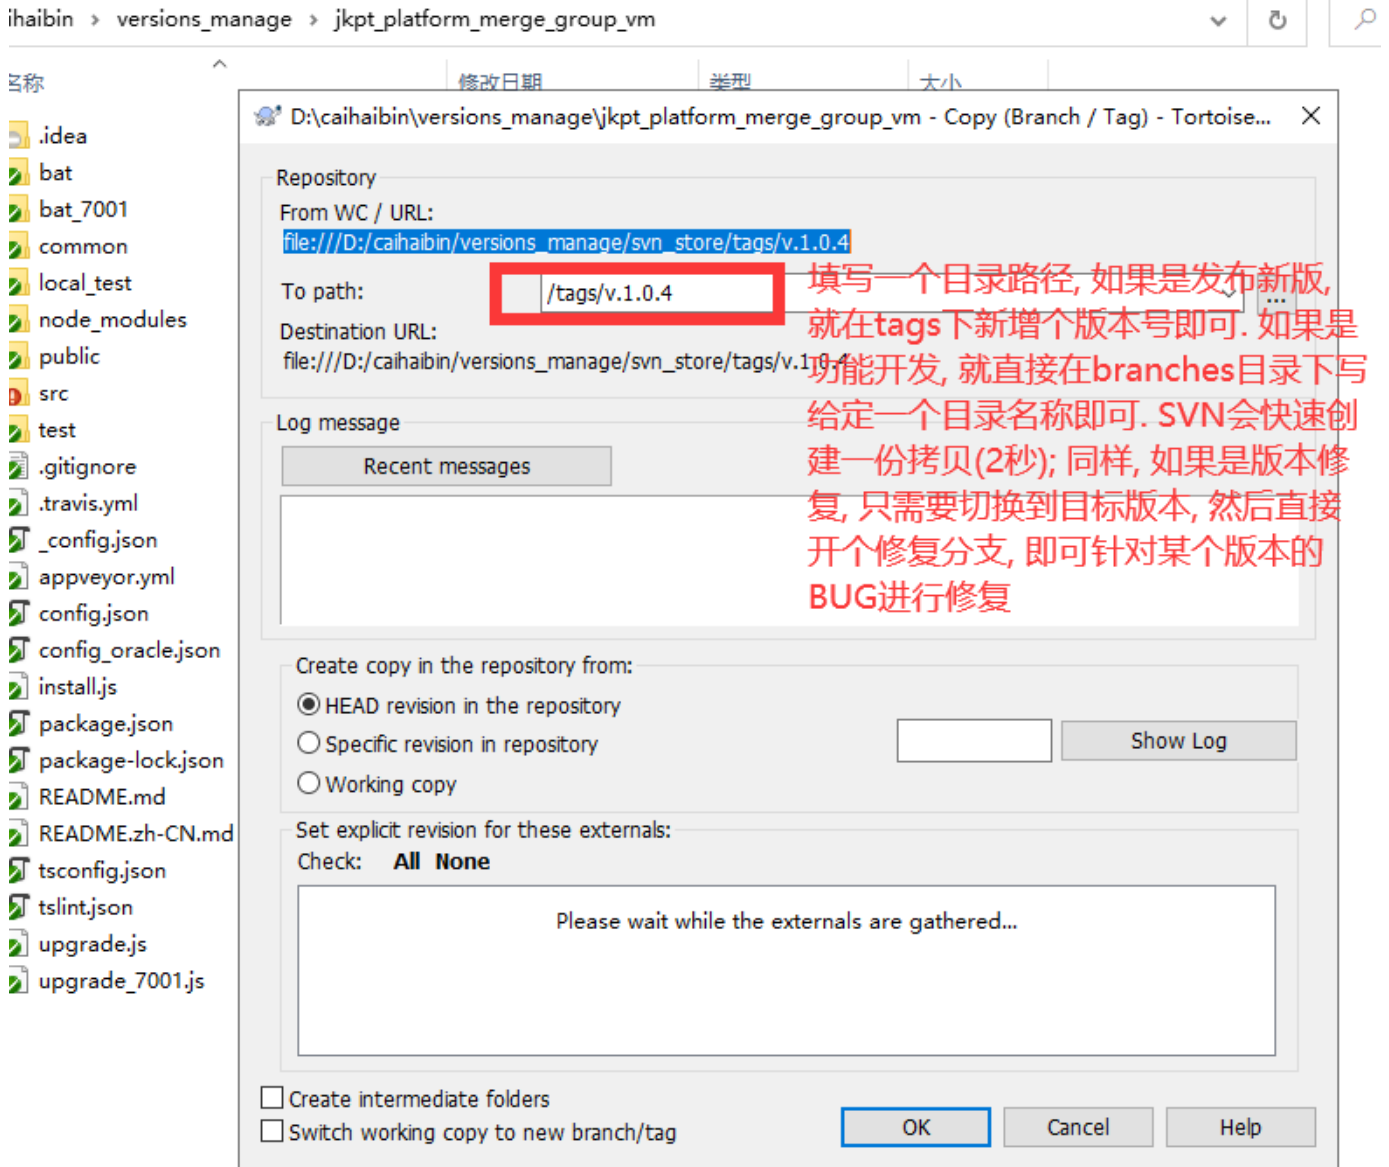 ihaibin > versions_manage > jkpt_platform_merge_group_vm
名称
修改日期
类型
大小
.idea
bat
bat_7001
common
local_test
node_modules
public
src
test
.gitignore
.travis.yml
_config.json
appveyor.yml
config.json
config_oracle.json
install.js
package.json
package-lock.json
README.md
README.zh-CN.md
tsconfig.json
tslint.json
upgrade.js
upgrade_7001.js
D:\caihaibin\versions_manage\jkpt_platform_merge_group_vm - Copy (Branch / Tag) - Tortoise...
Repository
From WC / URL:
file:///D:/caihaibin/versions_manage/svn_store/tags/v.1.0.4
To path:
/tags/v.1.0.4
...
Destination URL:
file:///D:/caihaibin/versions_manage/svn_store/tags/v.1.0.4
填写一个目录路径, 如果是发布新版,
就在tags下新增个版本号即可. 如果是
功能开发, 就直接在branches目录下写
给定一个目录名称即可. SVN会快速创
建一份拷贝(2秒); 同样, 如果是版本修
复, 只需要切换到目标版本, 然后直接
开个修复分支, 即可针对某个版本的
BUG进行修复
Log message
Recent messages
Create copy in the repository from:
HEAD revision in the repository
Specific revision in repository
Show Log
Working copy
Set explicit revision for these externals:
Check: All None
Please wait while the externals are gathered...
Create intermediate folders
Switch working copy to new branch/tag
OK
Cancel
Help